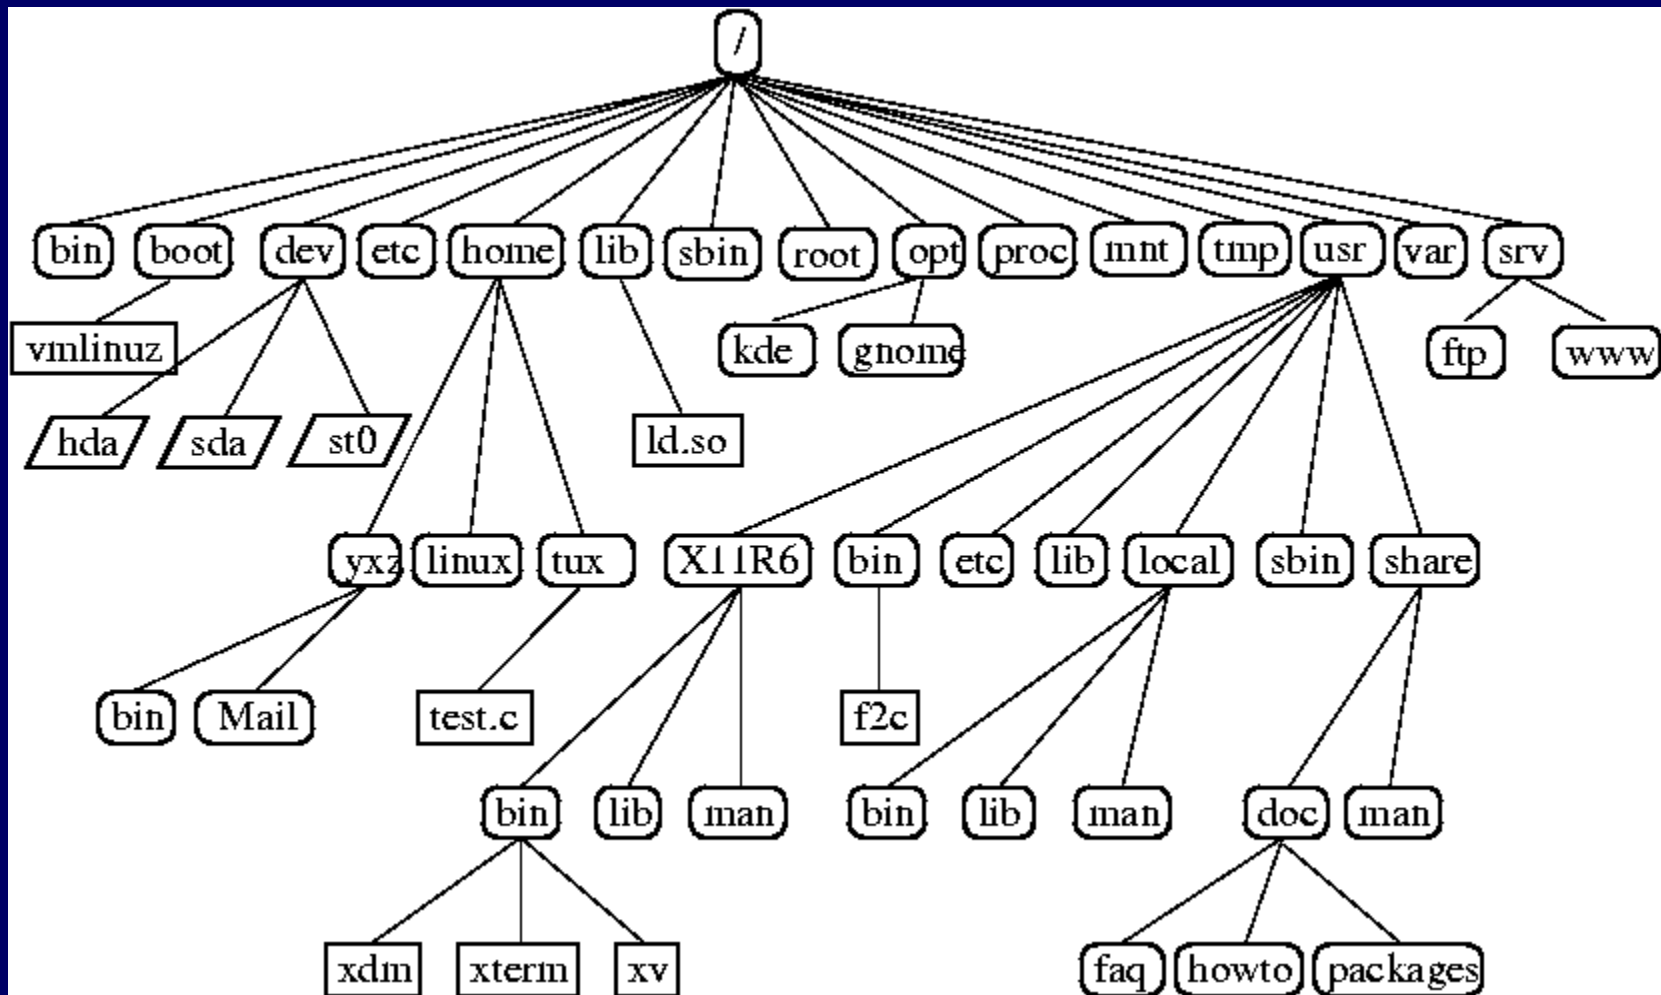 /
bin boot dev etc home lib sbin root opt proc mnt tmp usr var srv
vmlinuz kde gnome ftp www
hda sda st0 ld.so
yxz linux tux X11R6 bin etc lib local sbin share
bin Mail test.c f2c
bin lib man bin lib man doc man
xdm xterm xv faq howto packages